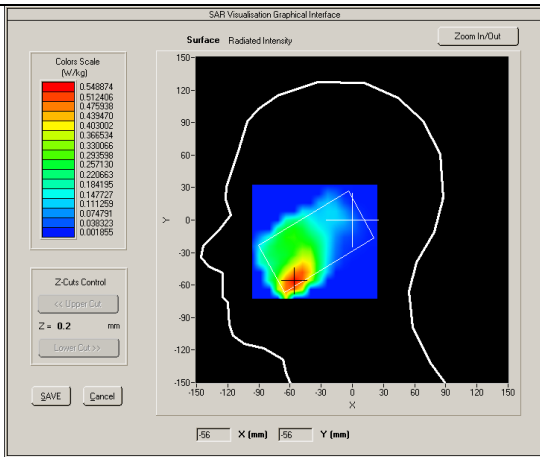 SAR Visualisation Graphical Interface
Surface Radiated Intensity
Zoom In/Out
Colors Scale
(W/kg)
0.548874
0.512406
0.475938
0.439470
0.403002
0.366534
0.330066
0.293598
0.257130
0.220663
0.184195
0.147727
0.111259
0.074791
0.038323
0.001855
Z-Cuts Control
<< Upper Cut
Z = 0.2 mm
Lower Cut >>
SAVE Cancel
150
120
90
60
30
0
-30
-60
-90
-120
-150
Y
-150 -120 -90 -60 -30 0 30 60 90 120 150
X
-56 X (mm) -56 Y (mm)